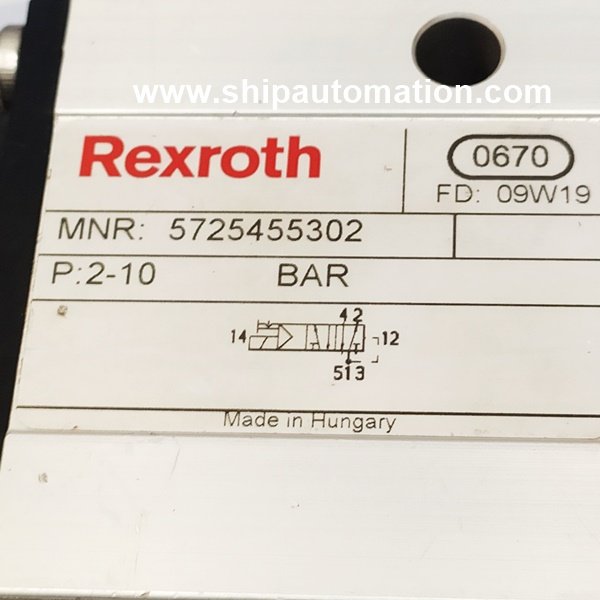 www.shipautomation.com
Rexroth
0670
FD: 09W19
MNR: 5725455302
P:2-10 BAR
4 2
14 12
5 1 3
Made in Hungary